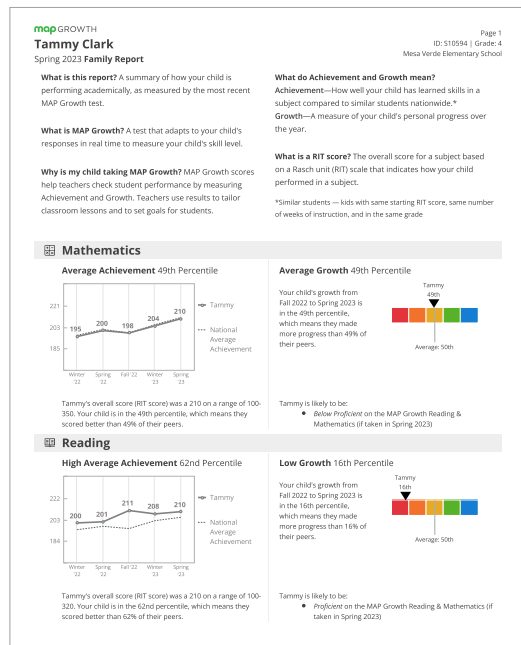 map GROWTH
Page 1
Tammy Clark
ID: S10594 | Grade: 4
Mesa Verde Elementary School
Spring 2023 Family Report
What is this report? A summary of how your child is
performing academically, as measured by the most recent
MAP Growth test.
What is MAP Growth? A test that adapts to your child's
responses in real time to measure your child's skill level.
Why is my child taking MAP Growth? MAP Growth scores
help teachers check student performance by measuring
Achievement and Growth. Teachers use results to tailor
classroom lessons and to set goals for students.
What do Achievement and Growth mean?
Achievement—How well your child has learned skills in a
subject compared to similar students nationwide.*
Growth—A measure of your child's personal progress over
the year.
What is a RIT score? The overall score for a subject based
on a Rasch unit (RIT) scale that indicates how your child
performed in a subject.
*Similar students — kids with same starting RIT score, same number
of weeks of instruction, and in the same grade
Mathematics
Average Achievement 49th Percentile
221
203
185
195
200
198
204
210
Winter '22
Spring '22
Fall '22
Winter '23
Spring '23
Tammy
National
Average
Achievement
Tammy's overall score (RIT score) was a 210 on a range of 100-
350. Your child is in the 49th percentile, which means they
scored better than 49% of their peers.
Average Growth 49th Percentile
Your child's growth from
Fall 2022 to Spring 2023 is
in the 49th percentile,
which means they made
more progress than 49% of
their peers.
Tammy
49th
Average: 50th
Tammy is likely to be:
● Below Proficient on the MAP Growth Reading &
Mathematics (if taken in Spring 2023)
Reading
High Average Achievement 62nd Percentile
222
203
184
200
201
211
208
210
Winter '22
Spring '22
Fall '22
Winter '23
Spring '23
Tammy
National
Average
Achievement
Tammy's overall score (RIT score) was a 210 on a range of 100-
320. Your child is in the 62nd percentile, which means they
scored better than 62% of their peers.
Low Growth 16th Percentile
Your child's growth from
Fall 2022 to Spring 2023 is
in the 16th percentile,
which means they made
more progress than 16% of
their peers.
Tammy
16th
Average: 50th
Tammy is likely to be:
● Proficient on the MAP Growth Reading & Mathematics (if
taken in Spring 2023)